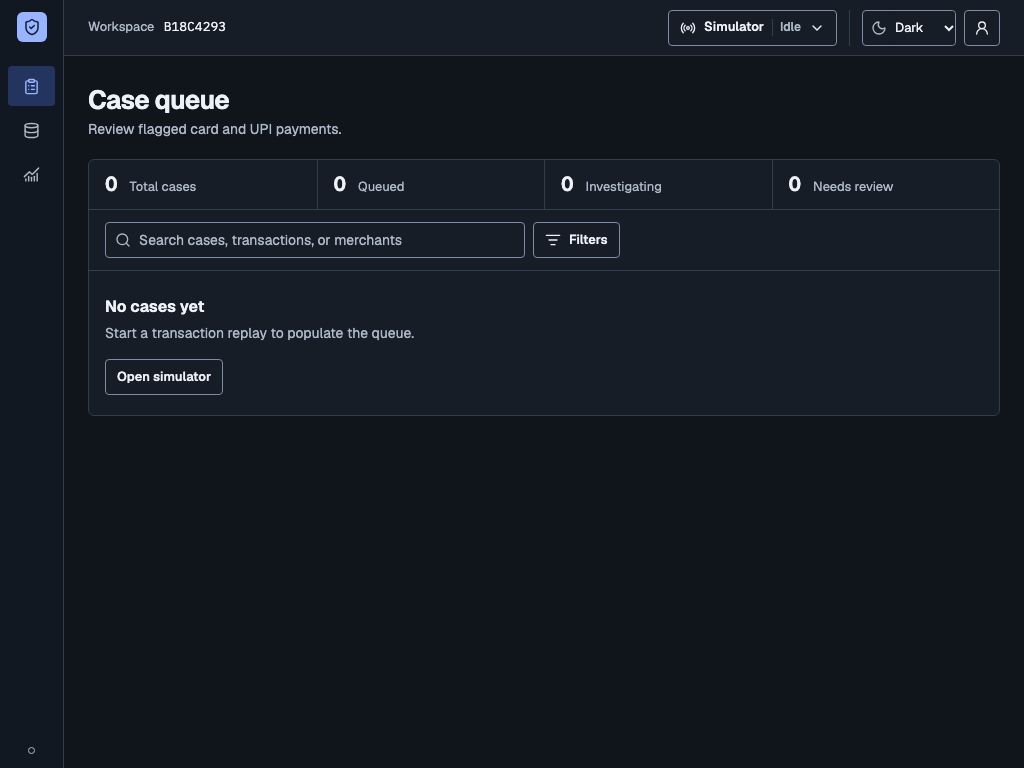 Workspace B18C4293
Simulator Idle
Dark
Case queue
Review flagged card and UPI payments.
0 Total cases
0 Queued
0 Investigating
0 Needs review
Search cases, transactions, or merchants
Filters
No cases yet
Start a transaction replay to populate the queue.
Open simulator